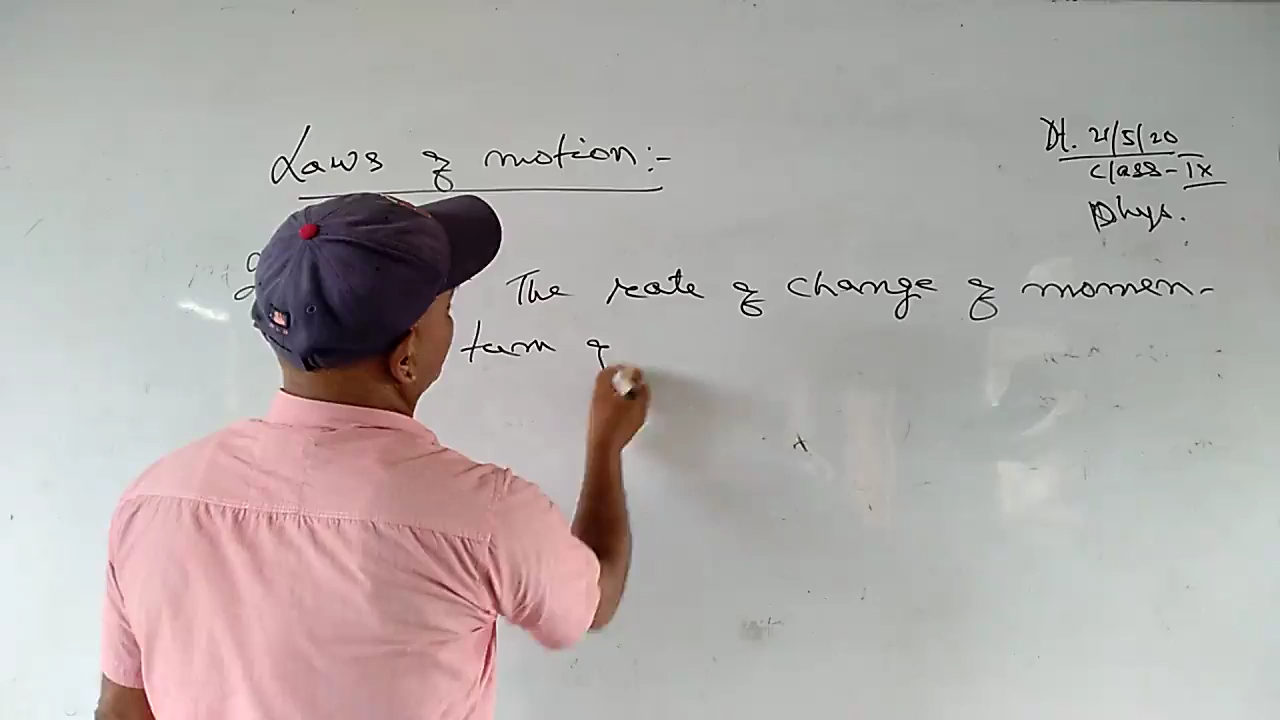 Laws of motion:-
Dt. 21/5/20
Class-IX
Phys.
The rate of change of momen-
tum of